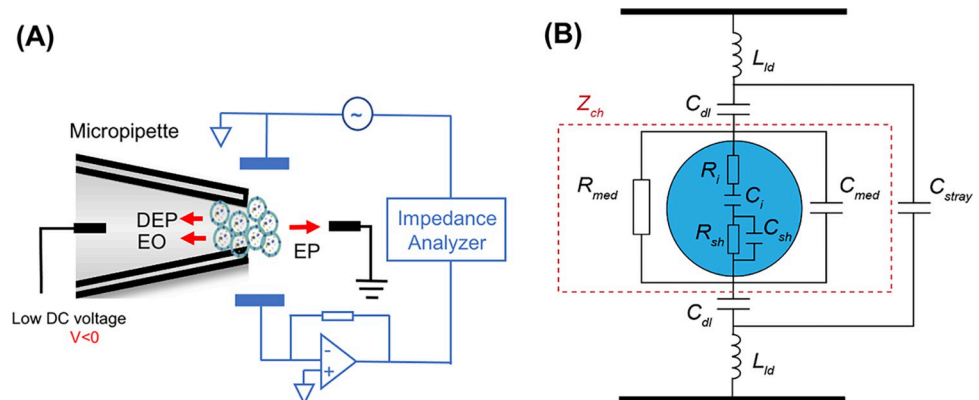 (A)
Micropipette
DEP
EO
EP
Low DC voltage
V<0
~
Impedance
Analyzer
-
+
(B)
L_ld
C_dl
Z_ch
R_med
R_i
C_i
R_sh
C_sh
C_med
C_stray
C_dl
L_ld